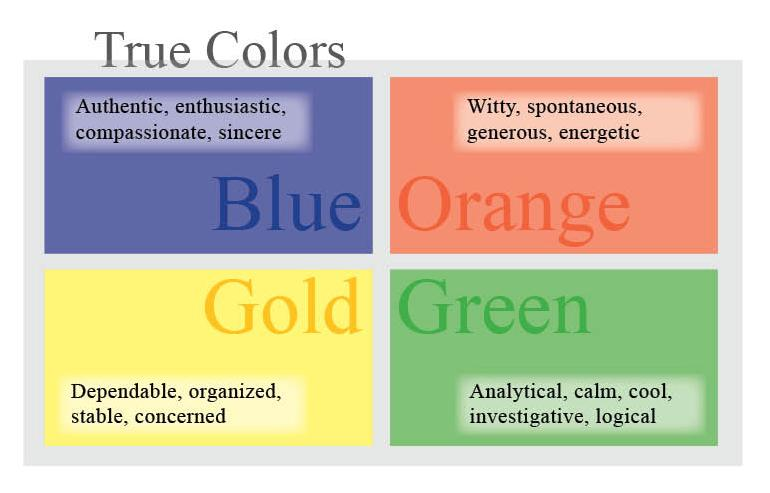 True Colors
Authentic, enthusiastic,
compassionate, sincere
Blue
Witty, spontaneous,
generous, energetic
Orange
Gold
Dependable, organized,
stable, concerned
Green
Analytical, calm, cool,
investigative, logical